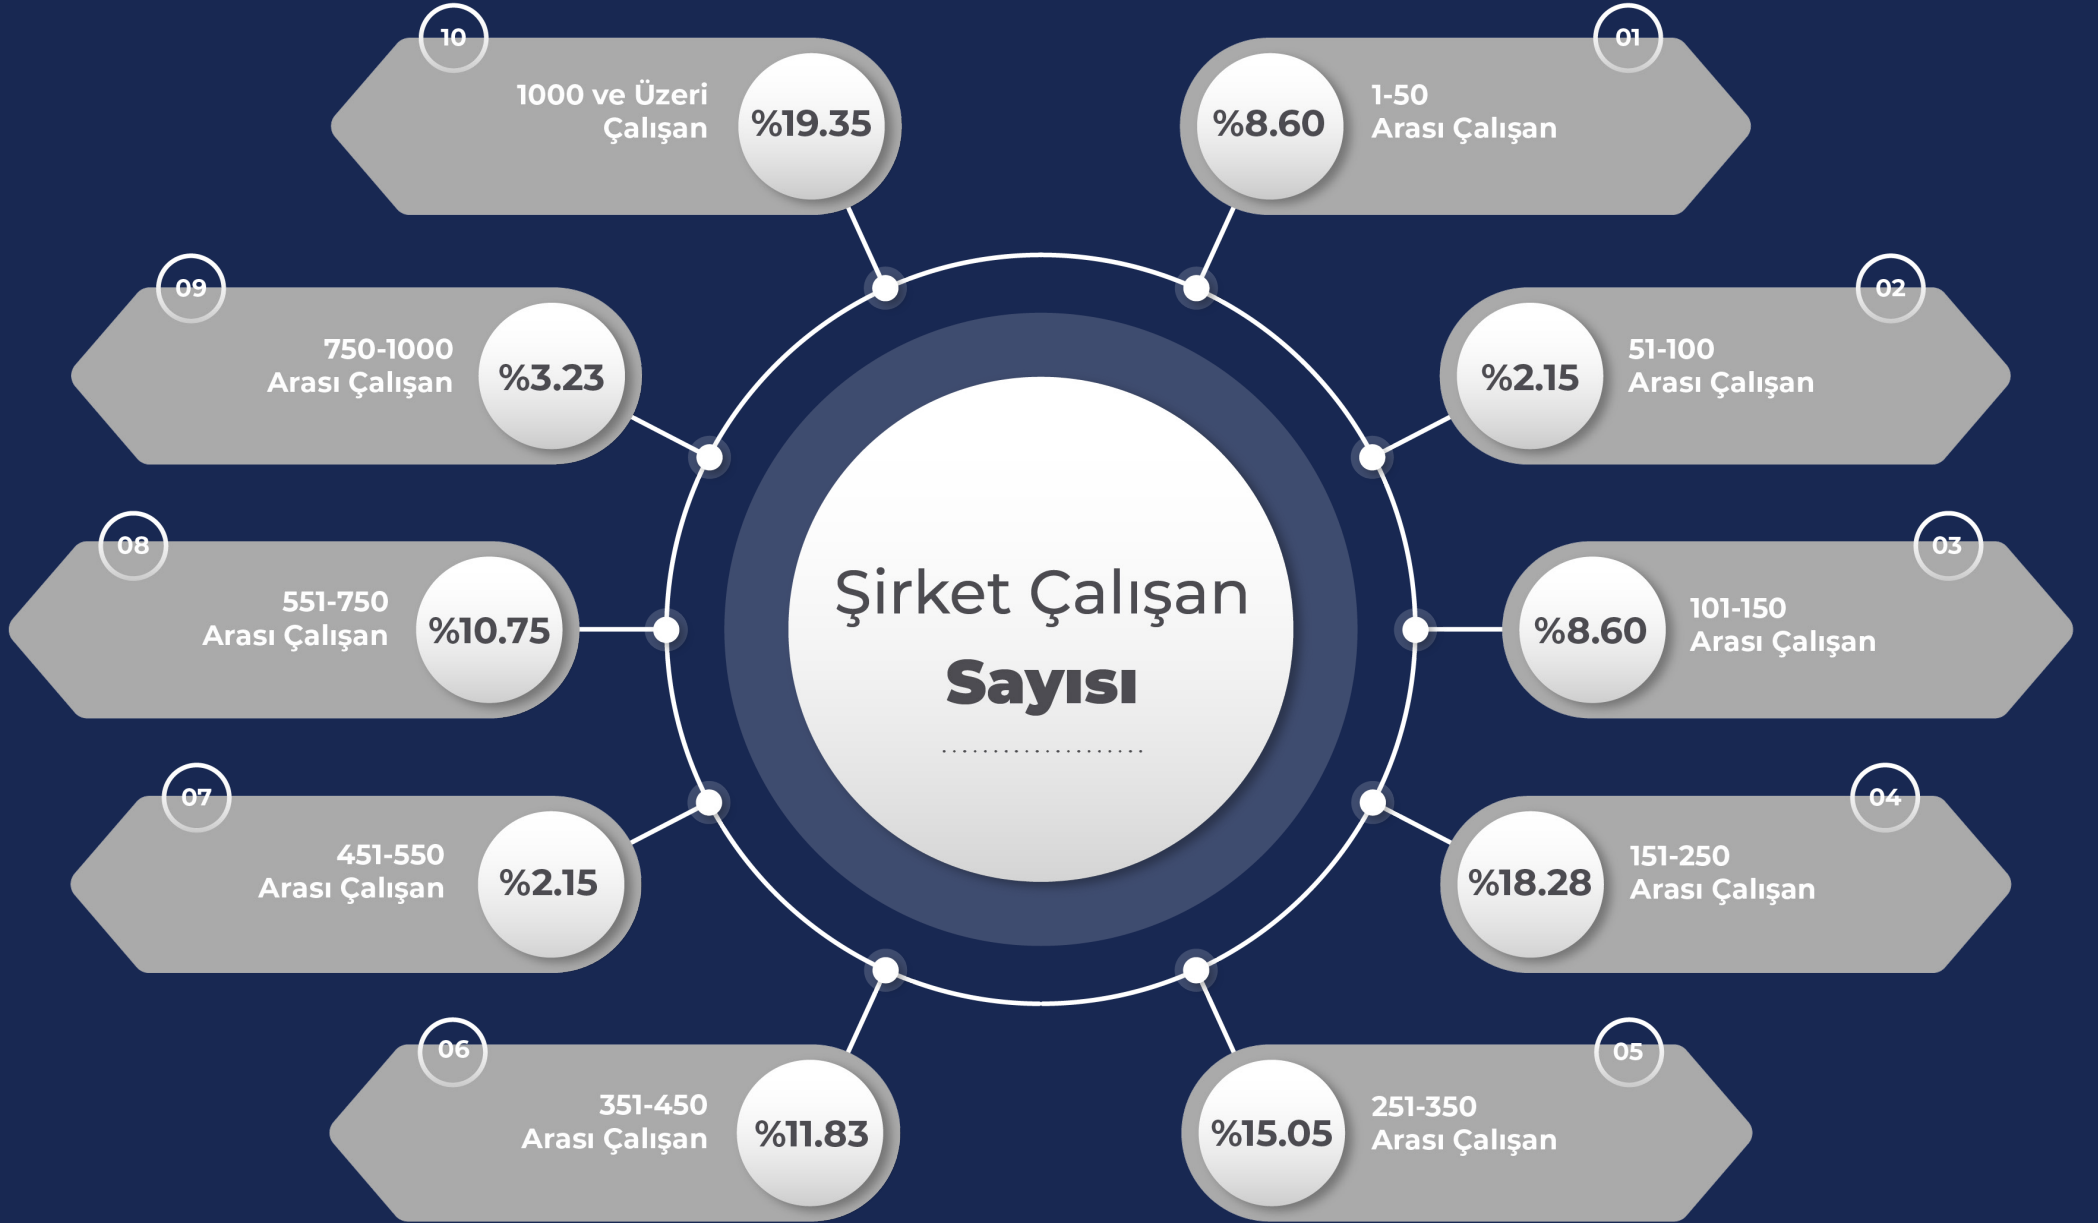 Şirket Çalışan
Sayısı
01
%8.60
1-50
Arası Çalışan
02
%2.15
51-100
Arası Çalışan
03
%8.60
101-150
Arası Çalışan
04
%18.28
151-250
Arası Çalışan
05
%15.05
251-350
Arası Çalışan
06
%11.83
351-450
Arası Çalışan
07
%2.15
451-550
Arası Çalışan
08
%10.75
551-750
Arası Çalışan
09
%3.23
750-1000
Arası Çalışan
10
%19.35
1000 ve Üzeri
Çalışan